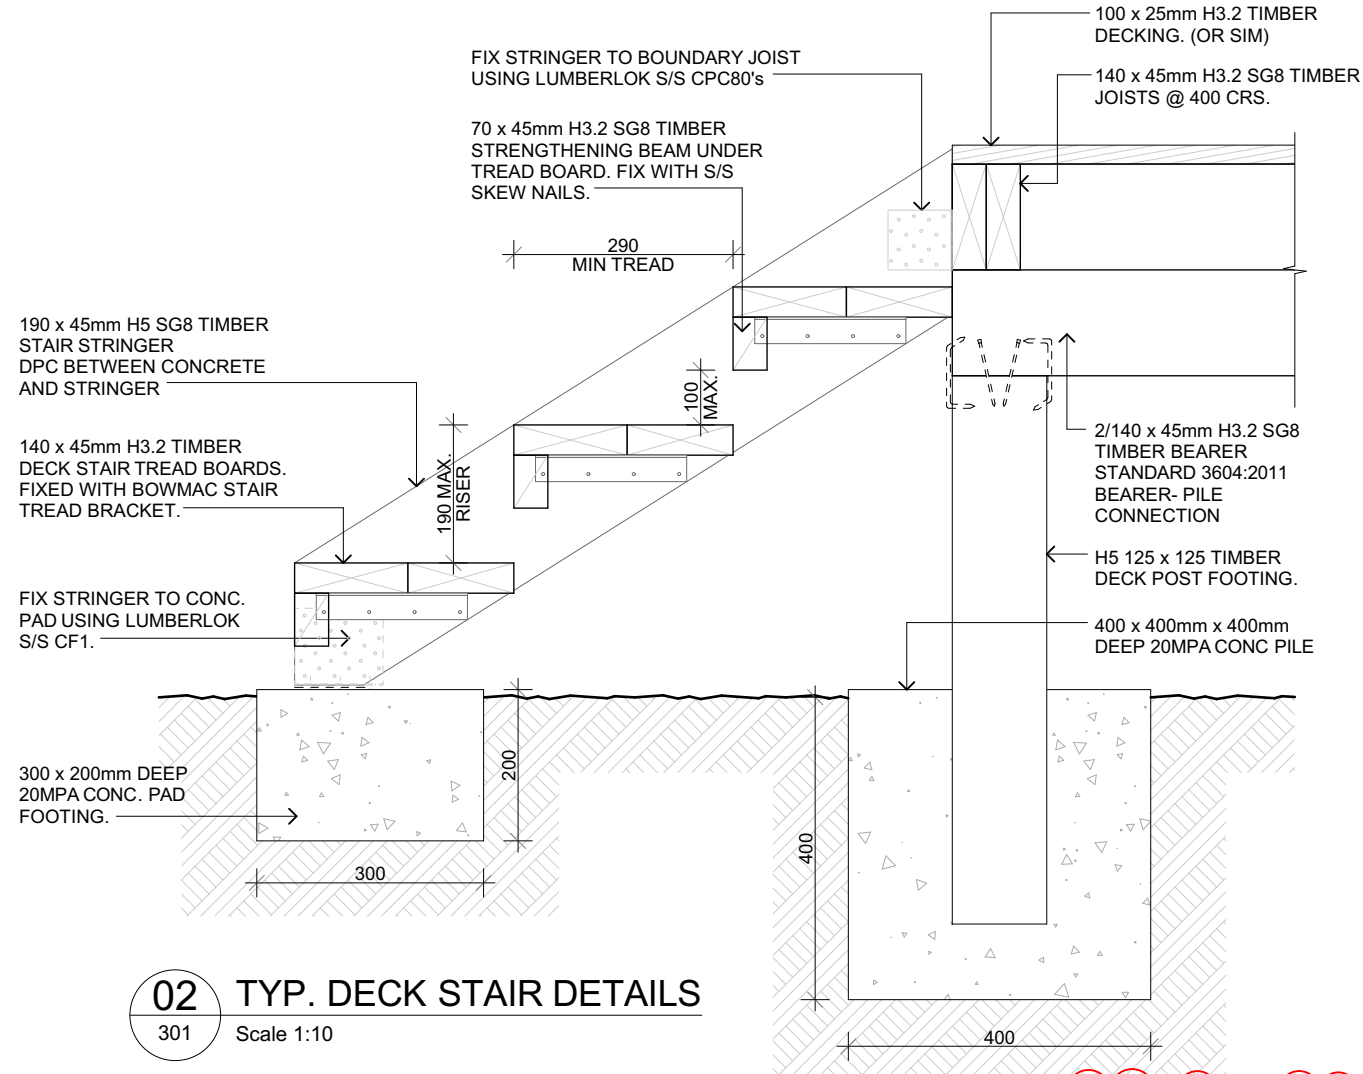 100 x 25mm H3.2 TIMBER
DECKING. (OR SIM)
FIX STRINGER TO BOUNDARY JOIST
USING LUMBERLOK S/S CPC80's
140 x 45mm H3.2 SG8 TIMBER
JOISTS @ 400 CRS.
70 x 45mm H3.2 SG8 TIMBER
STRENGTHENING BEAM UNDER
TREAD BOARD. FIX WITH S/S
SKEW NAILS.
290
MIN TREAD
190 x 45mm H5 SG8 TIMBER
STAIR STRINGER
DPC BETWEEN CONCRETE
AND STRINGER
100
MAX.
140 x 45mm H3.2 TIMBER
DECK STAIR TREAD BOARDS.
FIXED WITH BOWMAC STAIR
TREAD BRACKET.
190 MAX.
RISER
2/140 x 45mm H3.2 SG8
TIMBER BEARER
STANDARD 3604:2011
BEARER- PILE
CONNECTION
H5 125 x 125 TIMBER
DECK POST FOOTING.
FIX STRINGER TO CONC.
PAD USING LUMBERLOK
S/S CF1.
400 x 400mm x 400mm
DEEP 20MPA CONC PILE
300 x 200mm DEEP
20MPA CONC. PAD
FOOTING.
200
300
400
400
02
301
TYP. DECK STAIR DETAILS
Scale 1:10